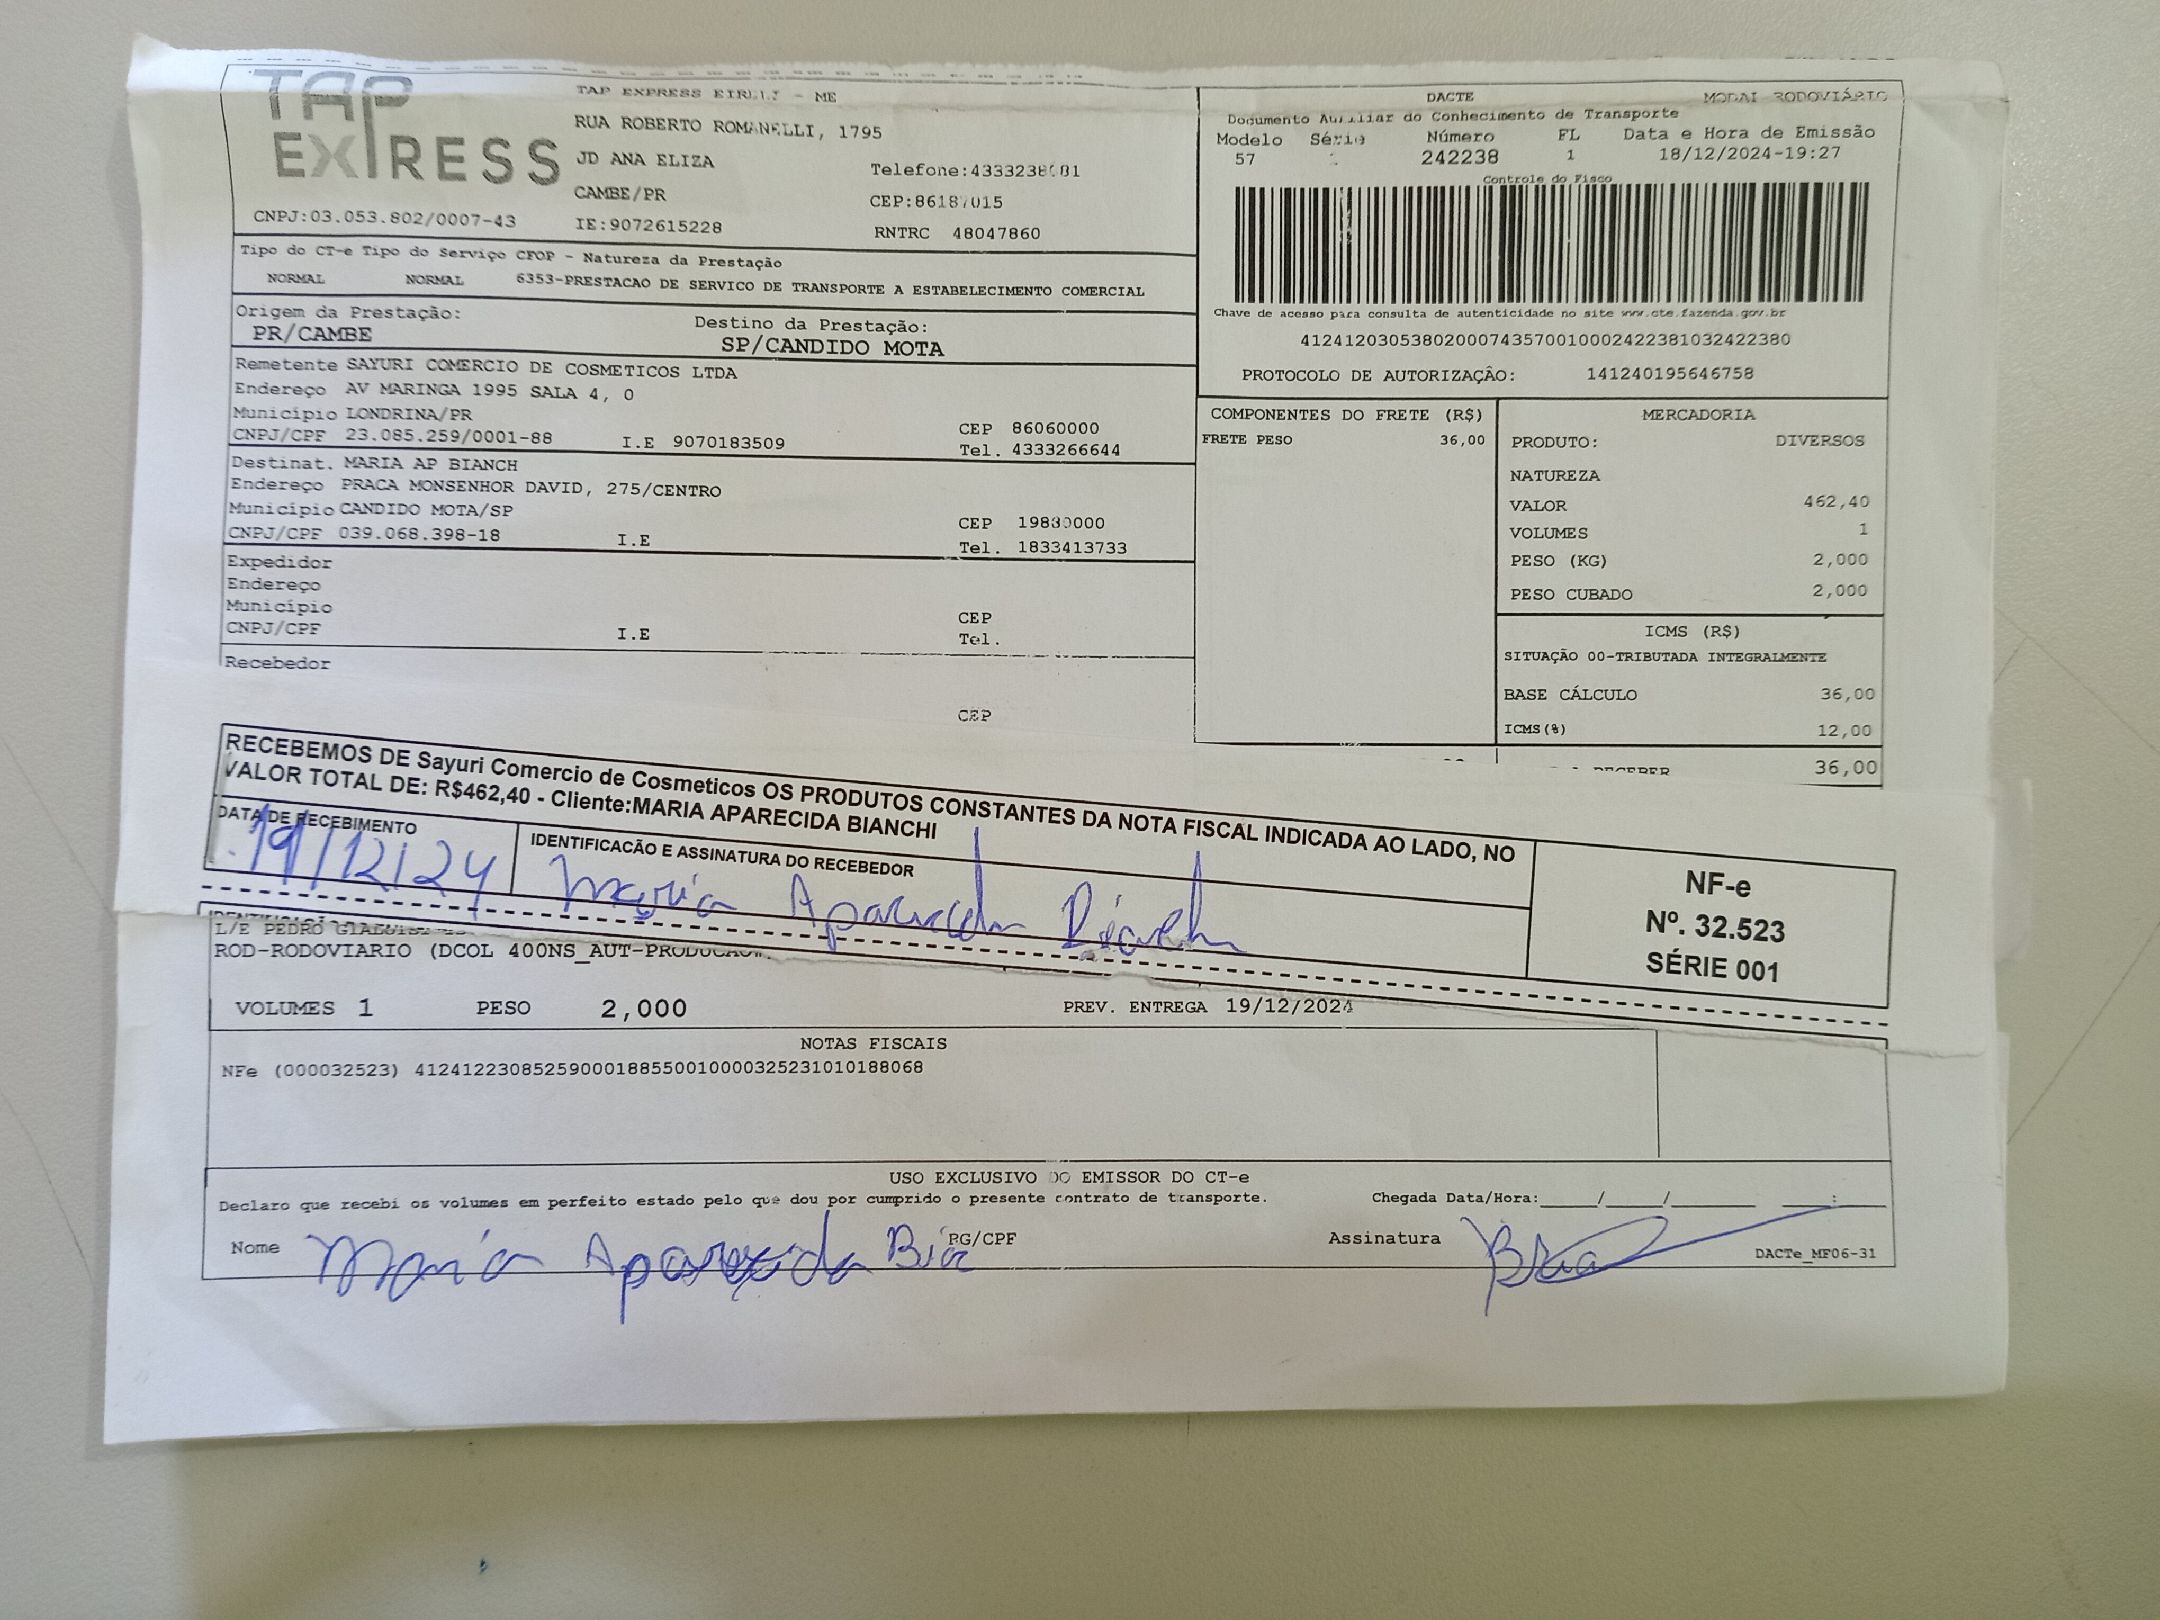 TAP EXPRESS
TAP EXPRESS EIRELI - ME
RUA ROBERTO ROMANELLI, 1795
JD ANA ELIZA
CAMBE/PR
CEP:86187015
CNPJ:03.053.802/0007-43
IE:9072615228
RNTRC 48047860
DACTE MODAL RODOVIÁRIO
Documento Auxiliar do Conhecimento de Transporte
Modelo Série Número FL Data e Hora de Emissão
57 242238 1 18/12/2024-19:27
Controle do Fisco
Chave de acesso para consulta de autenticidade no site www.cte.fazenda.gov.br
41241203053802000743570010002422381032422380
PROTOCOLO DE AUTORIZAÇÃO: 141240195646758
Tipo do CT-e Tipo do Serviço CFOP - Natureza da Prestação
NORMAL NORMAL 6353-PRESTACAO DE SERVICO DE TRANSPORTE A ESTABELECIMENTO COMERCIAL
Origem da Prestação: Destino da Prestação:
PR/CAMBE SP/CANDIDO MOTA
Remetente SAYURI COMERCIO DE COSMETICOS LTDA
Endereço AV MARINGA 1995 SALA 4, 0
Município LONDRINA/PR CEP 86060000
CNPJ/CPF 23.085.259/0001-88 I.E 9070183509 Tel. 4333266644
Destinat. MARIA AP BIANCH
Endereço PRACA MONSENHOR DAVID, 275/CENTRO
Município CANDIDO MOTA/SP CEP 19880000
CNPJ/CPF 039.068.398-18 I.E Tel. 1833413733
Expedidor
Endereço
Município CEP
CNPJ/CPF I.E Tel.
Recebedor
CEP
COMPONENTES DO FRETE (R$)
FRETE PESO 36,00
MERCADORIA
PRODUTO: DIVERSOS
NATUREZA
VALOR 462,40
VOLUMES 1
PESO (KG) 2,000
PESO CUBADO 2,000
ICMS (R$)
SITUAÇÃO 00-TRIBUTADA INTEGRALMENTE
BASE CÁLCULO 36,00
ICMS(%) 12,00
RECEBER 36,00
RECEBEMOS DE Sayuri Comercio de Cosmeticos OS PRODUTOS CONSTANTES DA NOTA FISCAL INDICADA AO LADO, NO
VALOR TOTAL DE: R$462,40 - Cliente:MARIA APARECIDA BIANCHI
DATA DE RECEBIMENTO IDENTIFICACÃO E ASSINATURA DO RECEBEDOR
19/12/24 Maria Aparecida
NF-e
Nº. 32.523
SÉRIE 001
L/E PEDRO
ROD-RODOVIARIO (DCOL 400NS_AUT-PRODUCAO
VOLUMES 1 PESO 2,000 PREV. ENTREGA 19/12/2024
NOTAS FISCAIS
NFe (000032523) 41241223085259000188550010000325231010188068
USO EXCLUSIVO DO EMISSOR DO CT-e
Declaro que recebi os volumes em perfeito estado pelo que dou por cumprido o presente contrato de transporte. Chegada Data/Hora:____/____/____ ____:____
Nome Maria Aparecida Bia RG/CPF Assinatura DACTe_MF06-31